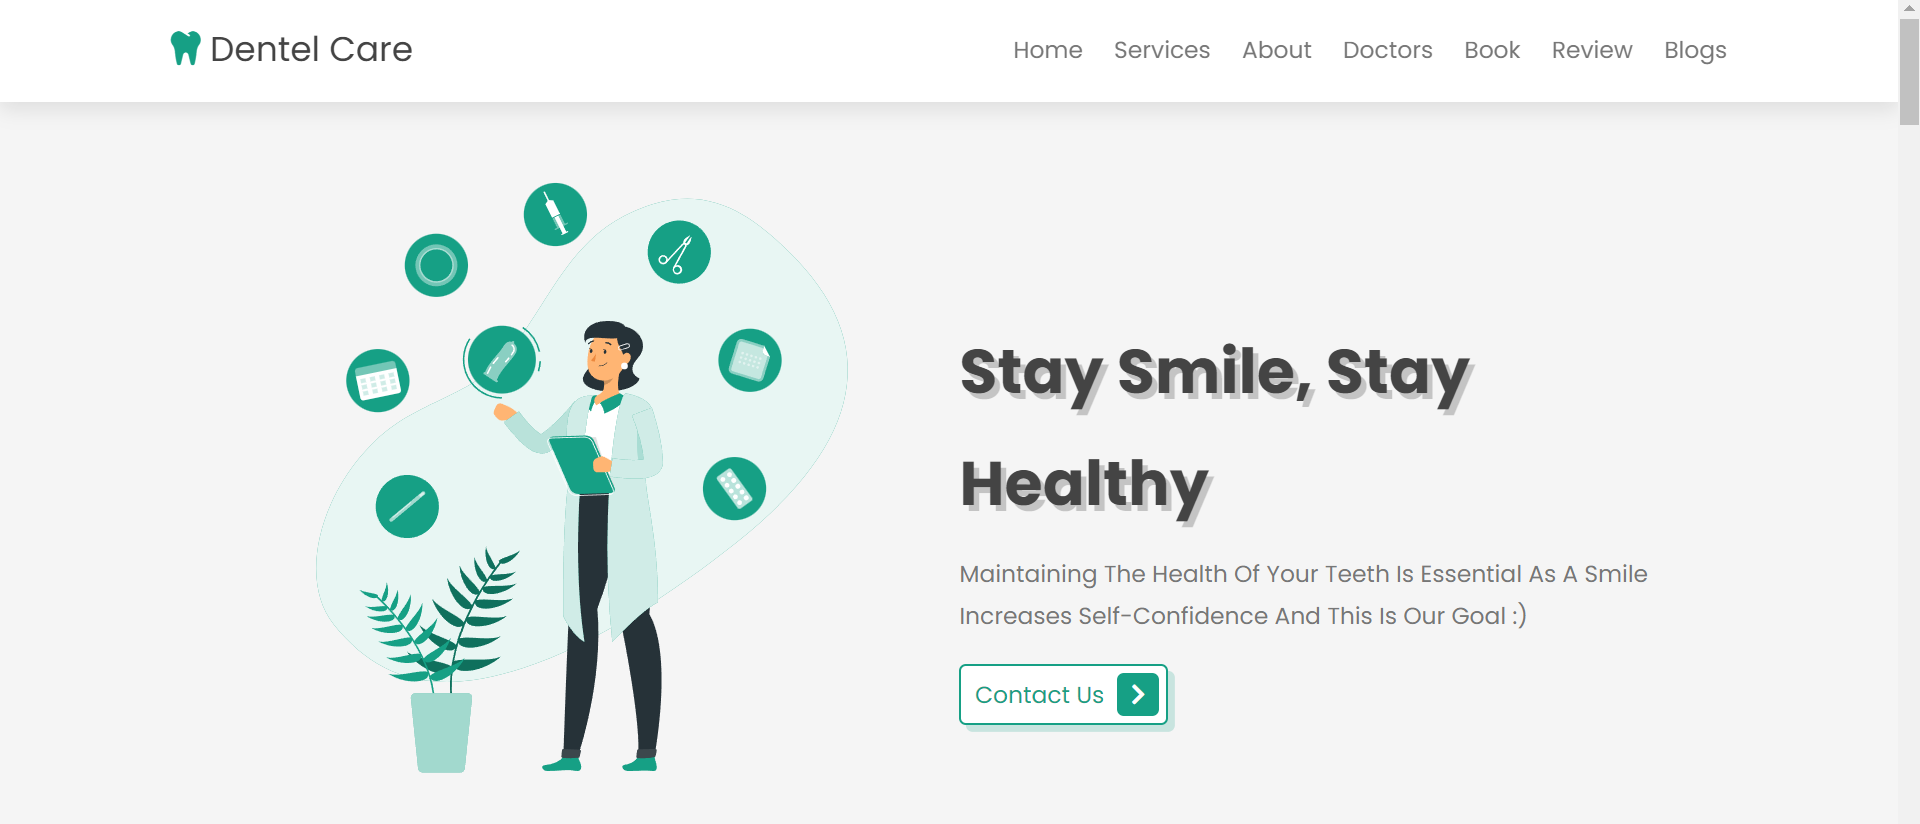 Dentel Care
Home Services About Doctors Book Review Blogs
Stay Smile, Stay
Healthy
Maintaining The Health Of Your Teeth Is Essential As A Smile
Increases Self-Confidence And This Is Our Goal :)
Contact Us